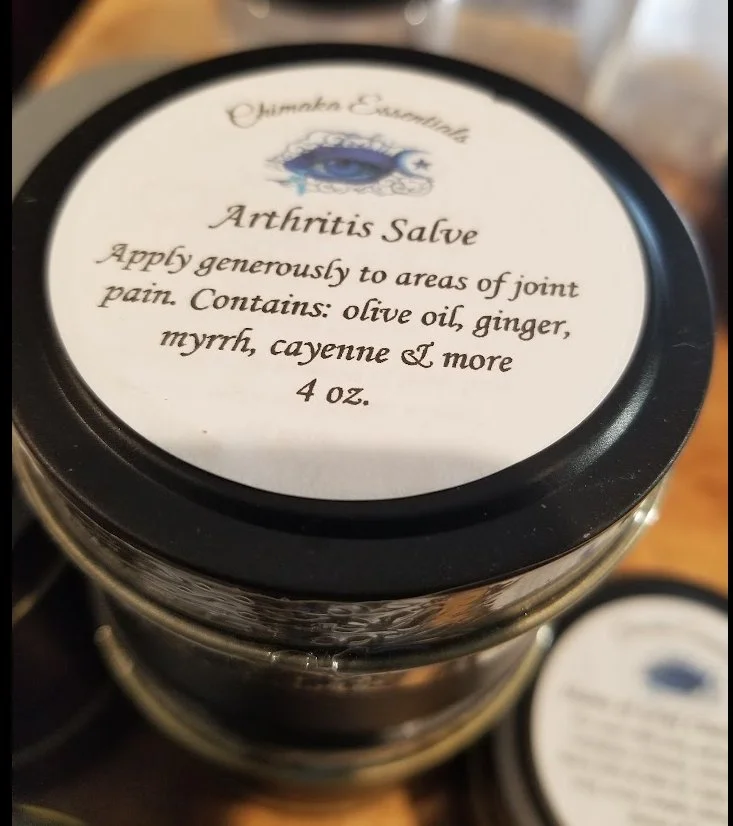 Chimaka Essentials
Arthritis Salve
Apply generously to areas of joint
pain. Contains: olive oil, ginger,
myrrh, cayenne & more
4 oz.